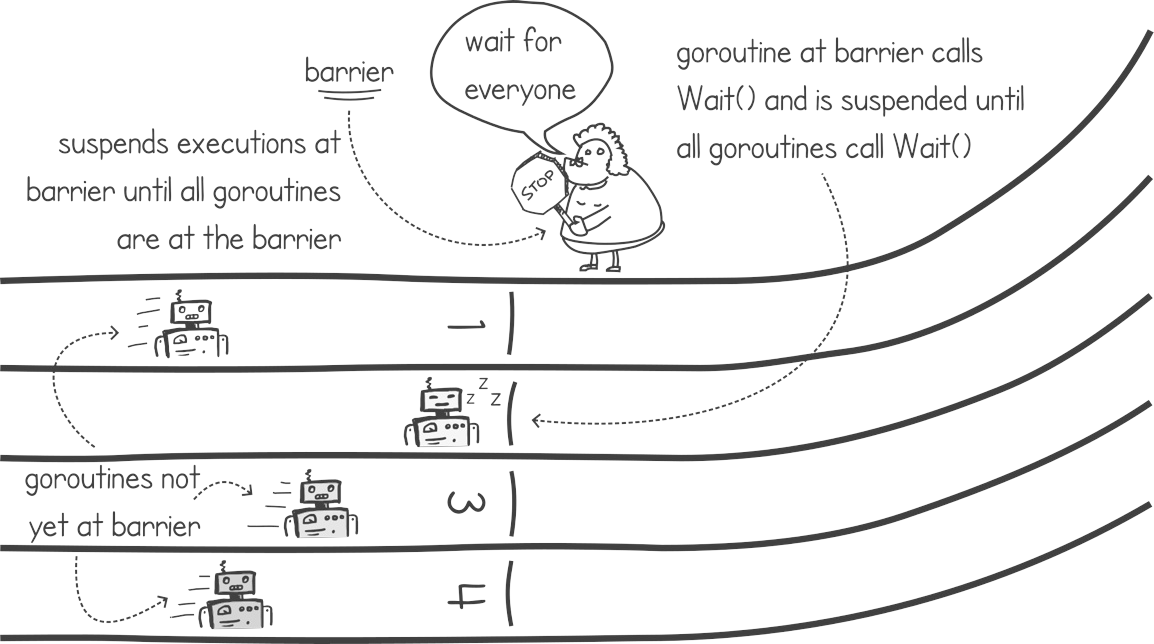 wait for
everyone
barrier
goroutine at barrier calls
Wait() and is suspended until
all goroutines call Wait()
suspends executions at
barrier until all goroutines
are at the barrier
STOP
1
z z z
goroutines not
yet at barrier
3
4